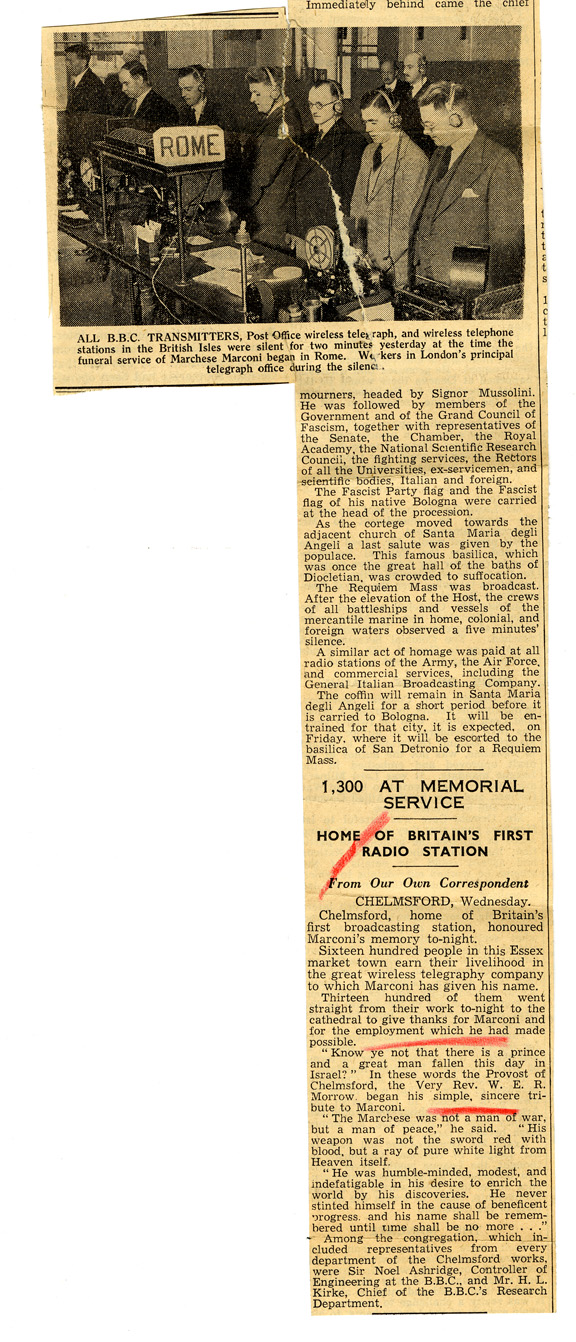 Immediately behind came the chief
ROME
ALL B.B.C. TRANSMITTERS, Post Office wireless telegraph, and wireless telephone
stations in the British Isles were silent for two minutes yesterday at the time the
funeral service of Marchese Marconi began in Rome. Workers in London's principal
telegraph office during the silence.
mourners, headed by Signor Mussolini.
He was followed by members of the
Government and of the Grand Council of
Fascism, together with representatives of
the Senate, the Chamber, the Royal
Academy, the National Scientific Research
Council, the fighting services, the Rectors
of all the Universities, ex-servicemen, and
scientific bodies, Italian and foreign.
The Fascist Party flag and the Fascist
flag of his native Bologna were carried
at the head of the procession.
As the cortege moved towards the
adjacent church of Santa Maria degli
Angeli a last salute was given by the
populace. This famous basilica, which
was once the great hall of the baths of
Diocletian, was crowded to suffocation.
The Requiem Mass was broadcast.
After the elevation of the Host, the crews
of all battleships and vessels of the
mercantile marine in home, colonial, and
foreign waters observed a five minutes'
silence.
A similar act of homage was paid at all
radio stations of the Army, the Air Force,
and commercial services, including the
General Italian Broadcasting Company.
The coffin will remain in Santa Maria
degli Angeli for a short period before it
is carried to Bologna. It will be en-
trained for that city, it is expected, on
Friday, where it will be escorted to the
basilica of San Detronio for a Requiem
Mass.
1,300 AT MEMORIAL
SERVICE
HOME OF BRITAIN'S FIRST
RADIO STATION
From Our Own Correspondent
CHELMSFORD, Wednesday.
Chelmsford, home of Britain's
first broadcasting station, honoured
Marconi's memory to-night.
Sixteen hundred people in this Essex
market town earn their livelihood in
the great wireless telegraphy company
to which Marconi has given his name.
Thirteen hundred of them went
straight from their work to-night to the
cathedral to give thanks for Marconi and
for the employment which he had made
possible.
"Know ye not that there is a prince
and a great man fallen this day in
Israel?" In these words the Provost of
Chelmsford, the Very Rev. W. E. R.
Morrow, began his simple, sincere tri-
bute to Marconi.
"The Marchese was not a man of war,
but a man of peace," he said. "His
weapon was not the sword red with
blood, but a ray of pure white light from
Heaven itself.
"He was humble-minded, modest, and
indefatigable in his desire to enrich the
world by his discoveries. He never
stinted himself in the cause of beneficent
progress, and his name shall be remem-
bered until time shall be no more . . ."
Among the congregation, which in-
cluded representatives from every
department of the Chelmsford works,
were Sir Noel Ashridge, Controller of
Engineering at the B.B.C., and Mr. H. L.
Kirke, Chief of the B.B.C.'s Research
Department.